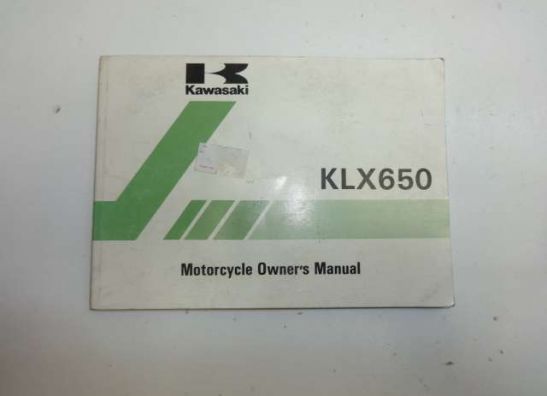 Kawasaki
KLX650
Motorcycle Owner's Manual